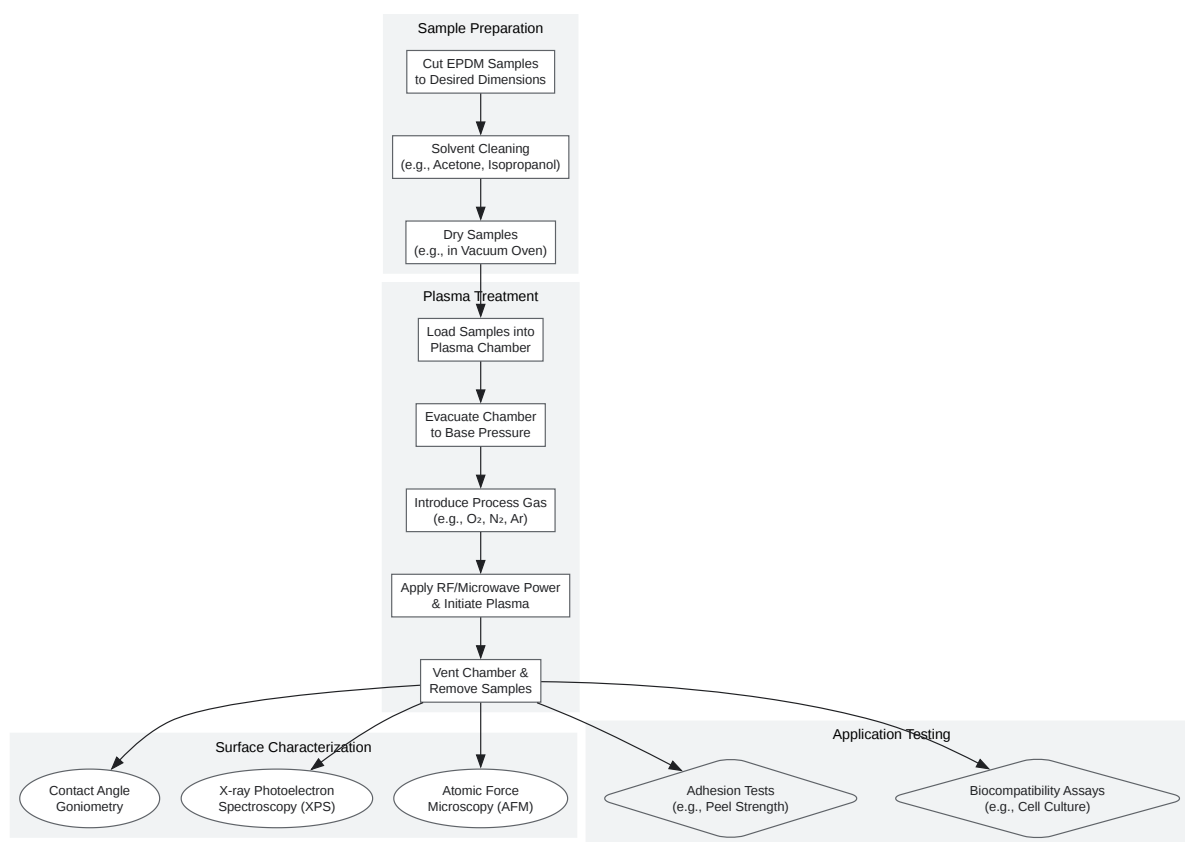 Sample Preparation
Cut EPDM Samples
to Desired Dimensions
Solvent Cleaning
(e.g., Acetone, Isopropanol)
Dry Samples
(e.g., in Vacuum Oven)
Plasma Treatment
Load Samples into
Plasma Chamber
Evacuate Chamber
to Base Pressure
Introduce Process Gas
(e.g., O₂, N₂, Ar)
Apply RF/Microwave Power
& Initiate Plasma
Vent Chamber &
Remove Samples
Surface Characterization
Contact Angle
Goniometry
X-ray Photoelectron
Spectroscopy (XPS)
Atomic Force
Microscopy (AFM)
Application Testing
Adhesion Tests
(e.g., Peel Strength)
Biocompatibility Assays
(e.g., Cell Culture)